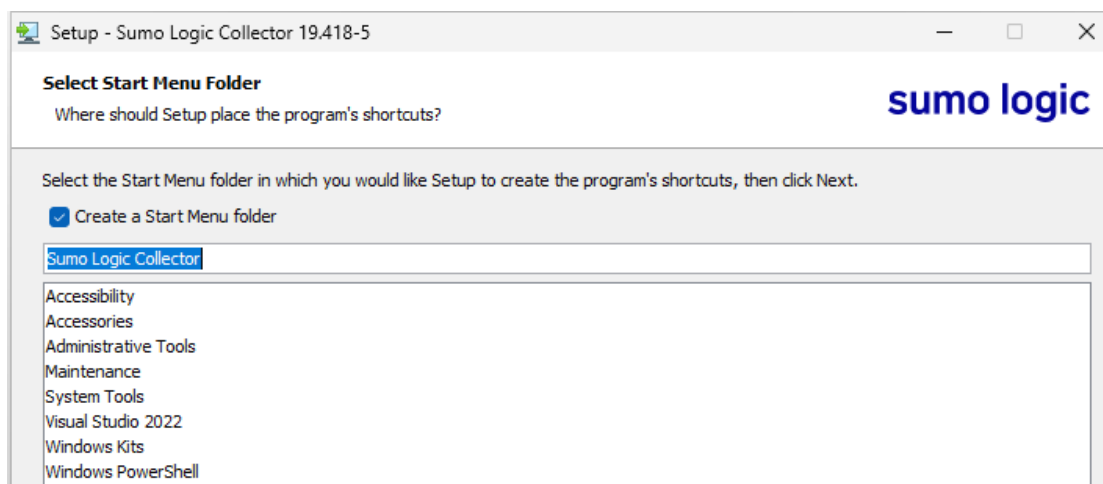 Setup - Sumo Logic Collector 19.418-5
Select Start Menu Folder
Where should Setup place the program's shortcuts?
sumo logic
Select the Start Menu folder in which you would like Setup to create the program's shortcuts, then click Next.
Create a Start Menu folder
Sumo Logic Collector
Accessibility
Accessories
Administrative Tools
Maintenance
System Tools
Visual Studio 2022
Windows Kits
Windows PowerShell